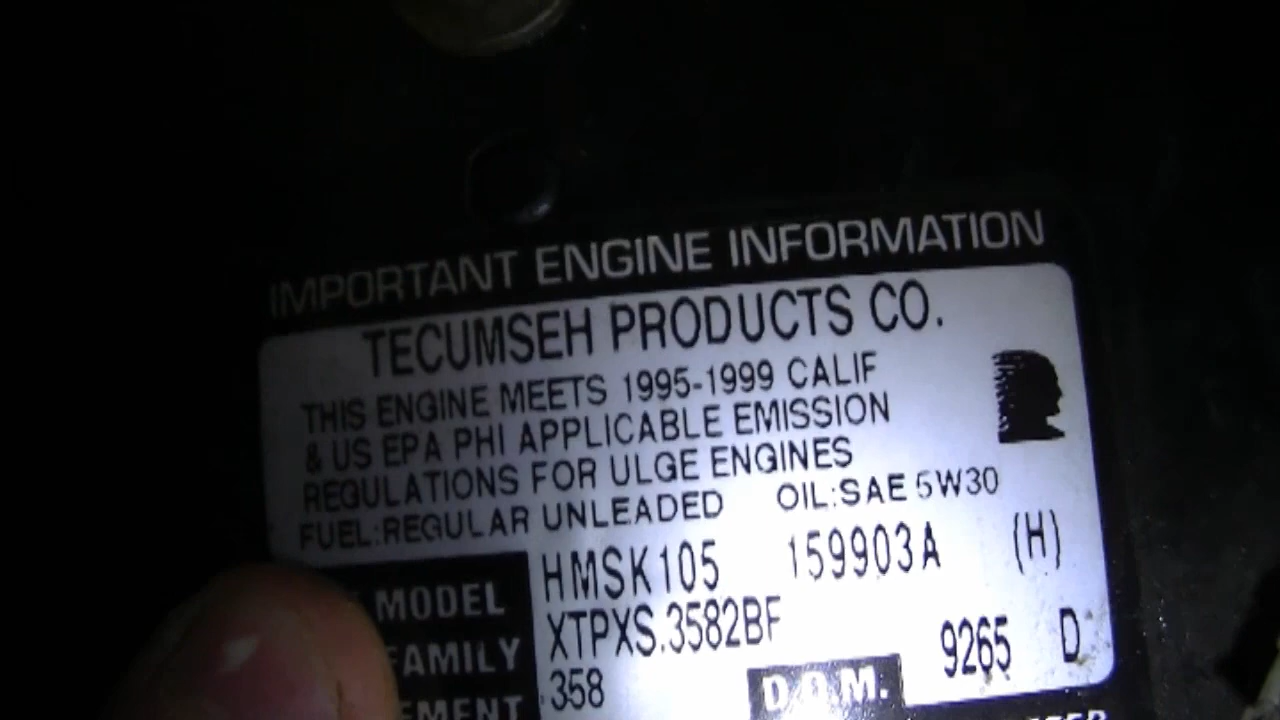 IMPORTANT ENGINE INFORMATION
TECUMSEH PRODUCTS CO.
THIS ENGINE MEETS 1995-1999 CALIF
& US EPA PHI APPLICABLE EMISSION
REGULATIONS FOR ULGE ENGINES
FUEL:REGULAR UNLEADED OIL:SAE 5W30
MODEL HMSK105 159903A (H)
FAMILY XTPXS.3582BF
358 D.O.M. 9265 D